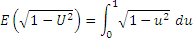 E(√(1−U²)) = ∫₀¹ √(1−u²) du